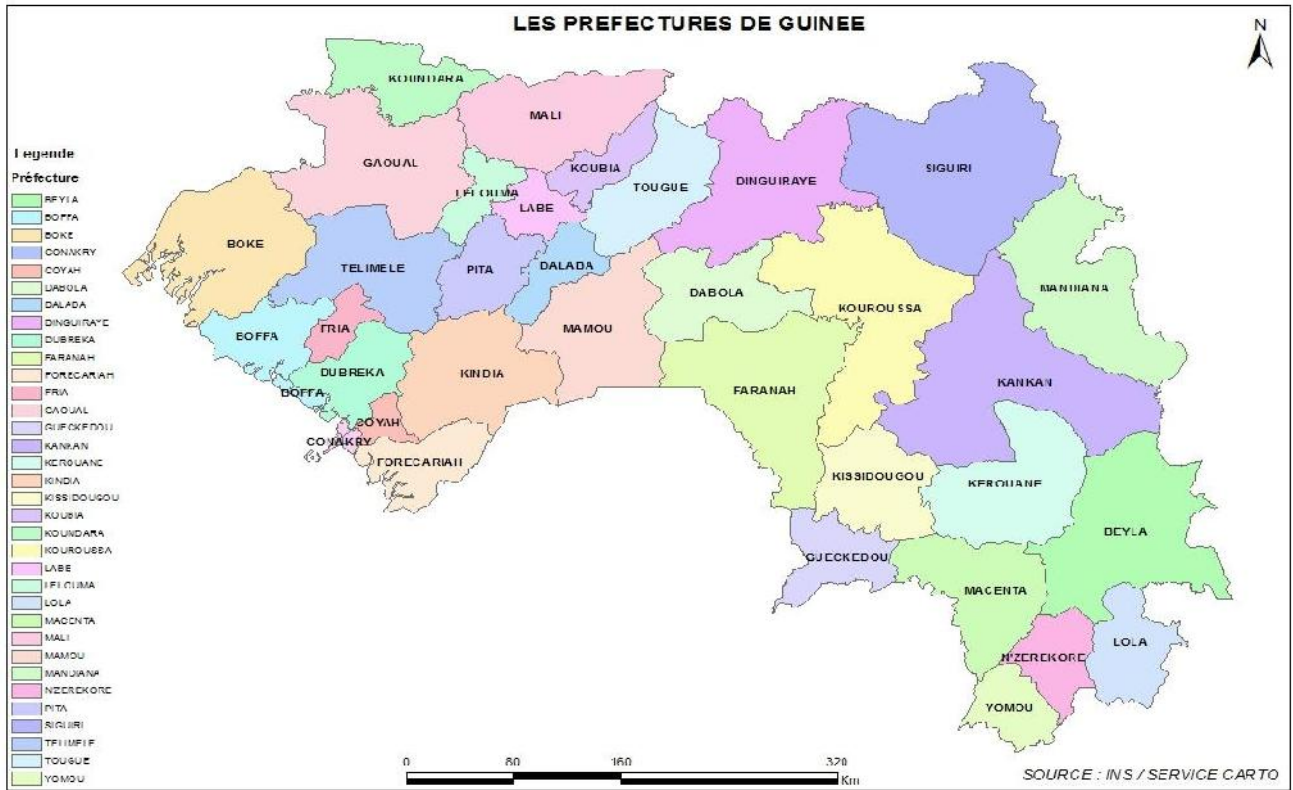 LES PREFECTURES DE GUINEE
N
KOUNDARA
MALI
GAOUAL
KOUBIA
LELOUMA
LABE
TOUGUE
DINGUIRAYE
SIGUIRI
BOKE
TELIMELE
PITA
DALADA
DABOLA
MANDIANA
KOUROUSSA
BOFFA
FRIA
MAMOU
DUBREKA
KINDIA
FARANAH
KANKAN
BOFFA
COYAH
CONAKRY
FORECARIAH
KISSIDOUGOU
KEROUANE
BEYLA
GUECKEDOU
MACENTA
N'ZEREKORE
LOLA
YOMOU
Legende
Préfecture
BEYLA
BOFFA
BOKE
CONAKRY
COYAH
DABOLA
DALADA
DINGUIRAYE
DUBREKA
FARANAH
FORECARIAH
FRIA
GAOUAL
GUECKEDOU
KANKAN
KEROUANE
KINDIA
KISSIDOUGOU
KOUBIA
KOUNDARA
KOUROUSSA
LABE
LELOUMA
LOLA
MACENTA
MALI
MAMOU
MANDIANA
N'ZEREKORE
PITA
SIGUIRI
TELIMELE
TOUGUE
YOMOU
0 80 160 320
Km
SOURCE : INS / SERVICE CARTO